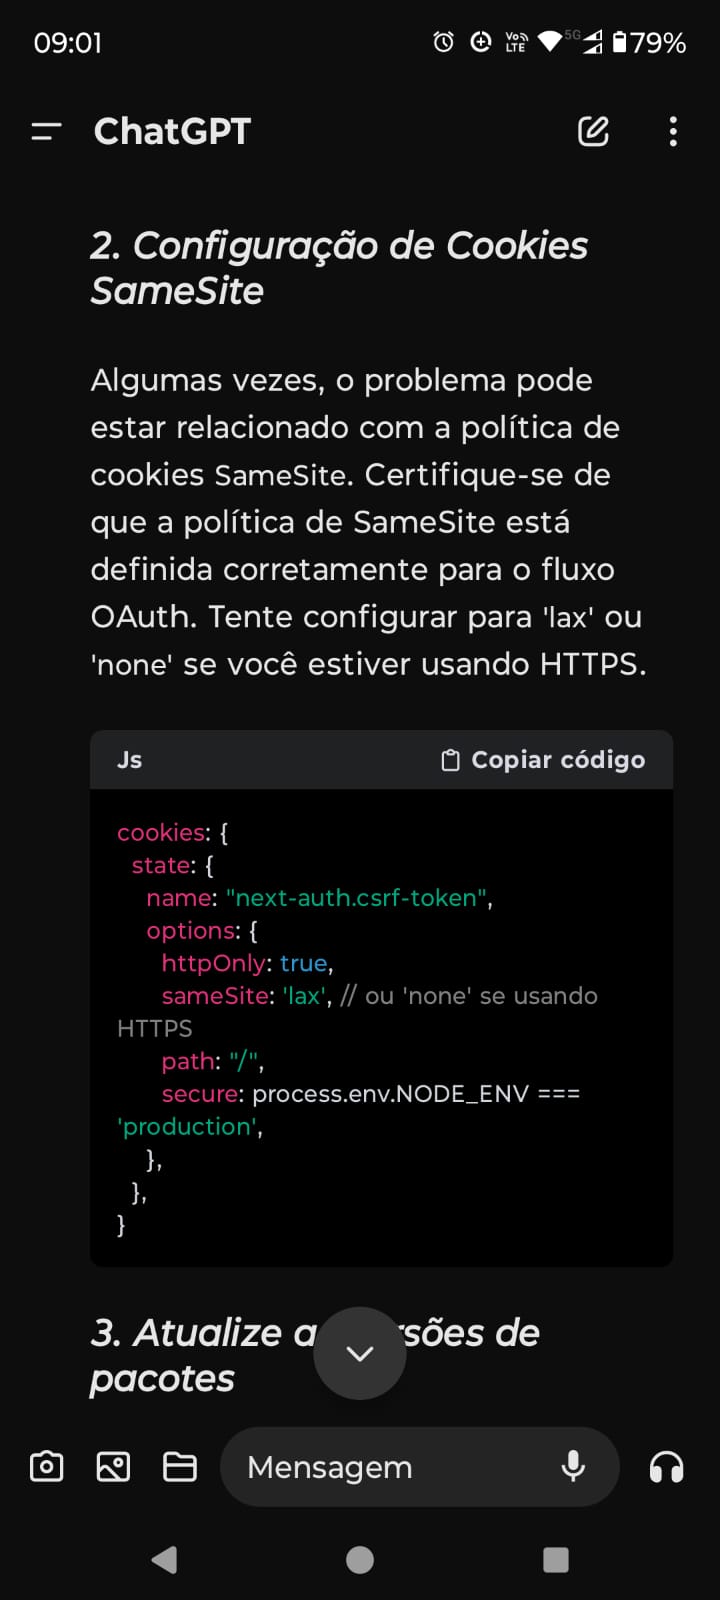 09:01
Vo LTE 5G 79%
ChatGPT
2. Configuração de Cookies
SameSite
Algumas vezes, o problema pode
estar relacionado com a política de
cookies SameSite. Certifique-se de
que a política de SameSite está
definida corretamente para o fluxo
OAuth. Tente configurar para 'lax' ou
'none' se você estiver usando HTTPS.
Js Copiar código
cookies: {
state: {
name: "next-auth.csrf-token",
options: {
httpOnly: true,
sameSite: 'lax', // ou 'none' se usando
HTTPS
path: "/",
secure: process.env.NODE_ENV ===
'production',
},
},
}
3. Atualize a sões de
pacotes
Mensagem